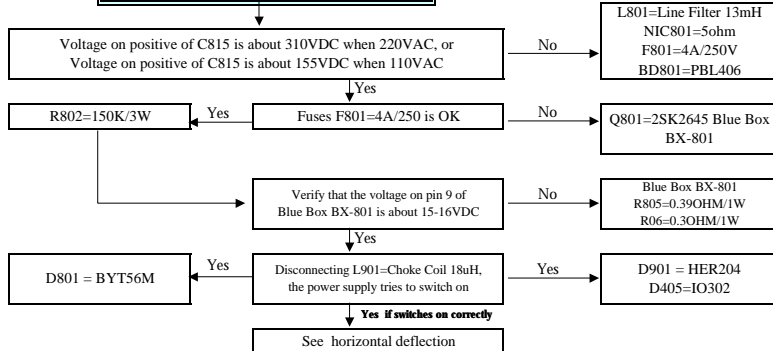 L801=Line Filter 13mH
NIC801=5ohm
F801=4A/250V
BD801=PBL406
Voltage on positive of C815 is about 310VDC when 220VAC, or
Voltage on positive of C815 is about 155VDC when 110VAC
No
Yes
R802=150K/3W
Yes
Fuses F801=4A/250 is OK
No
Q801=2SK2645 Blue Box
BX-801
Verify that the voltage on pin 9 of
Blue Box BX-801 is about 15-16VDC
No
Blue Box BX-801
R805=0.39OHM/1W
R06=0.3OHM/1W
Yes
D801 = BYT56M
Yes
Disconnecting L901=Choke Coil 18uH,
the power supply tries to switch on
Yes
D901 = HER204
D405=IO302
Yes if switches on correctly
See horizontal deflection